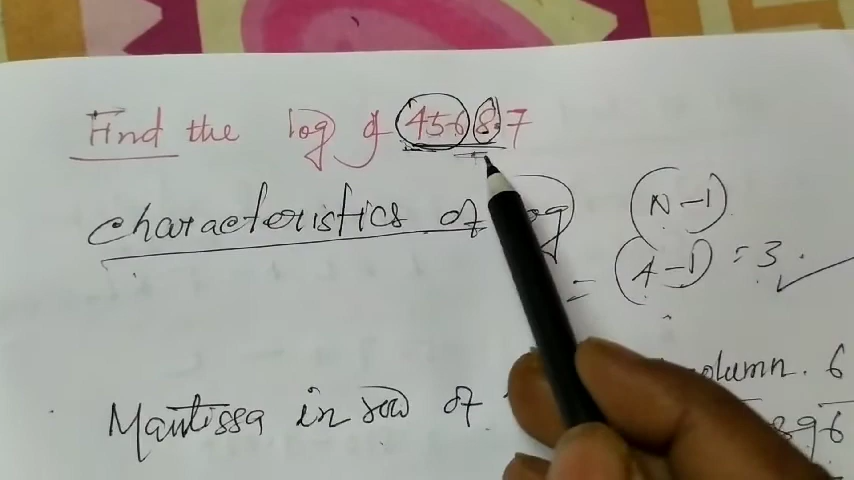 Find the log of 4568.7
characteristics of log (N-1)
= (4-1) = 3.
Mantissa in row of column. 6
896